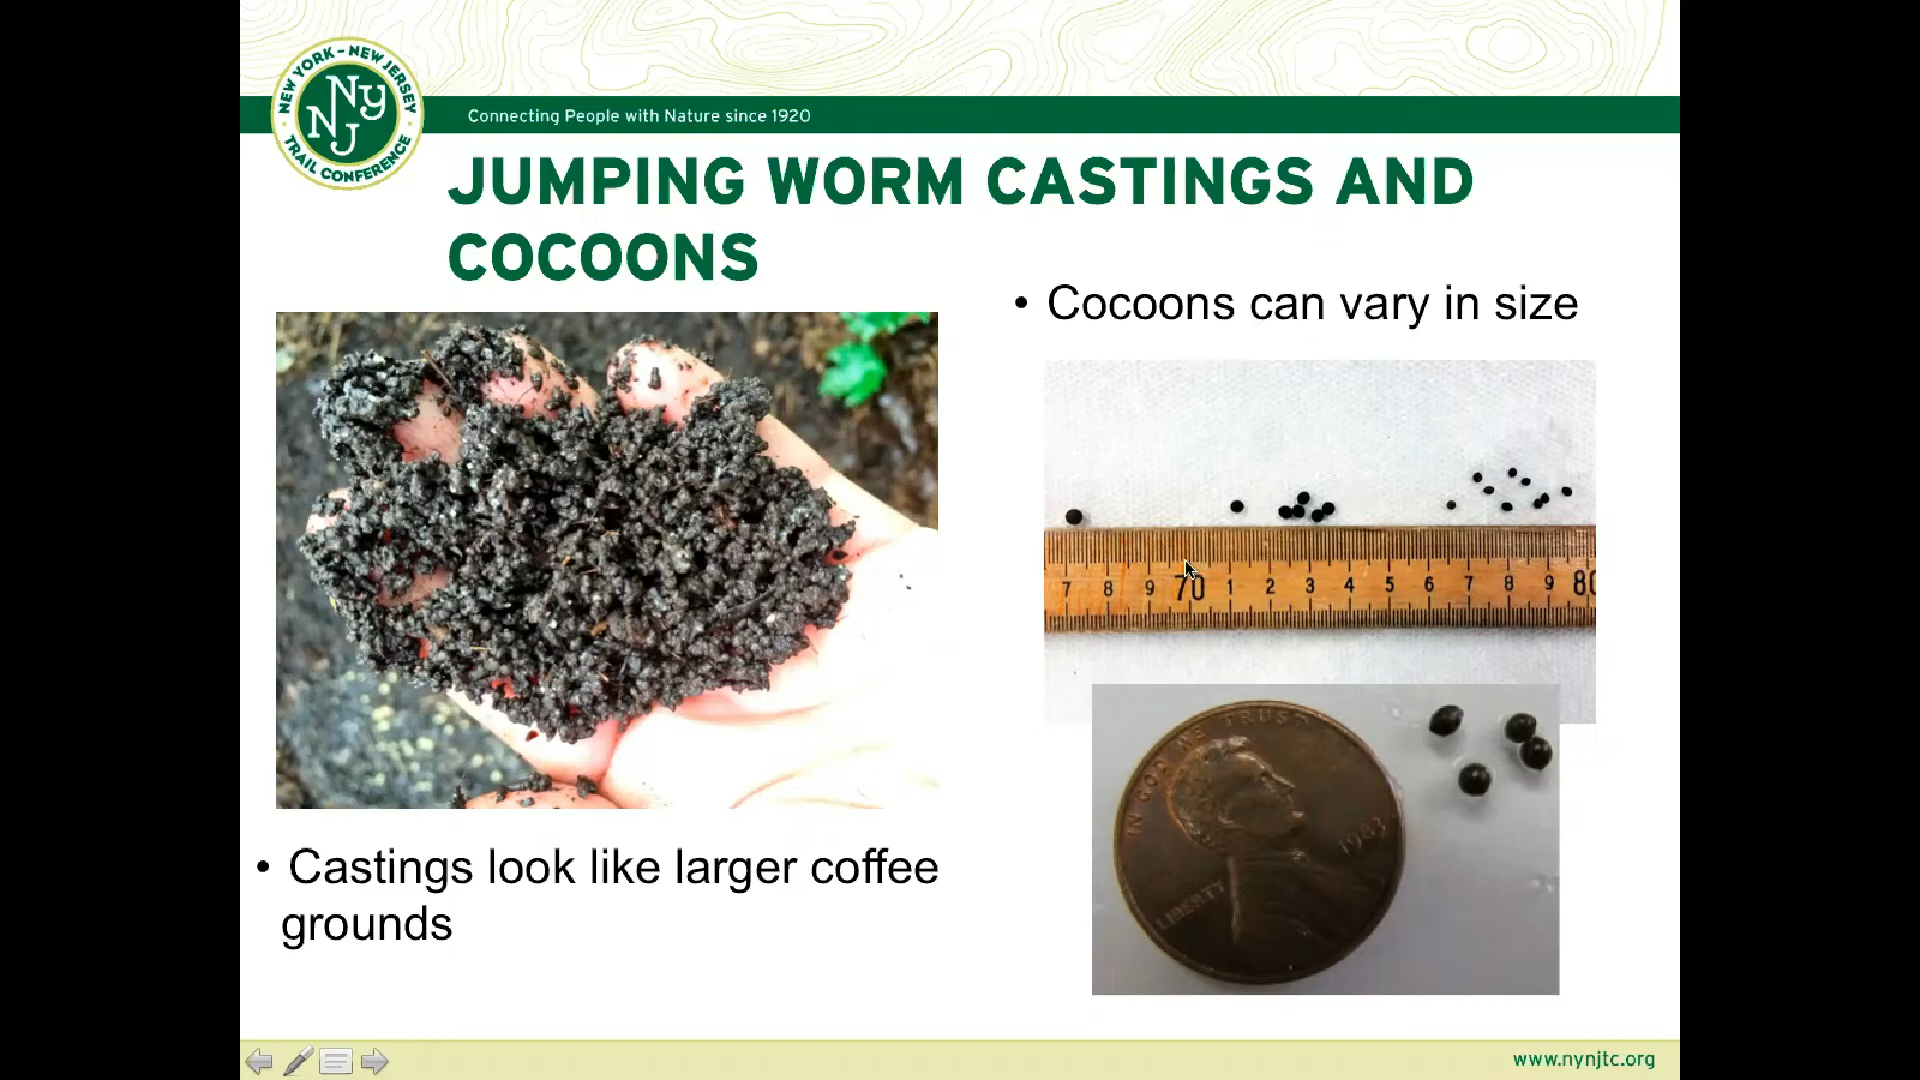 NEW YORK - NEW JERSEY
NY
NJ
TRAIL CONFERENCE
Connecting People with Nature since 1920
JUMPING WORM CASTINGS AND
COCOONS
• Cocoons can vary in size
7 8 9 70 1 2 3 4 5 6 7 8 9 80
IN GOD WE TRUST
LIBERTY
1983
• Castings look like larger coffee
grounds
www.nynjtc.org